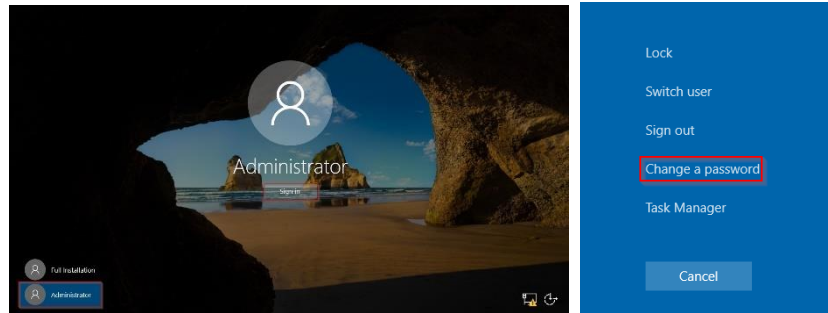 Administrator
Sign in
Full Installation
Administrator
Lock
Switch user
Sign out
Change a password
Task Manager
Cancel